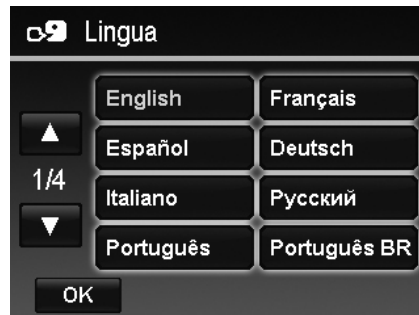 Lingua
English Français
Español Deutsch
1/4
Italiano Русский
Português Português BR
OK